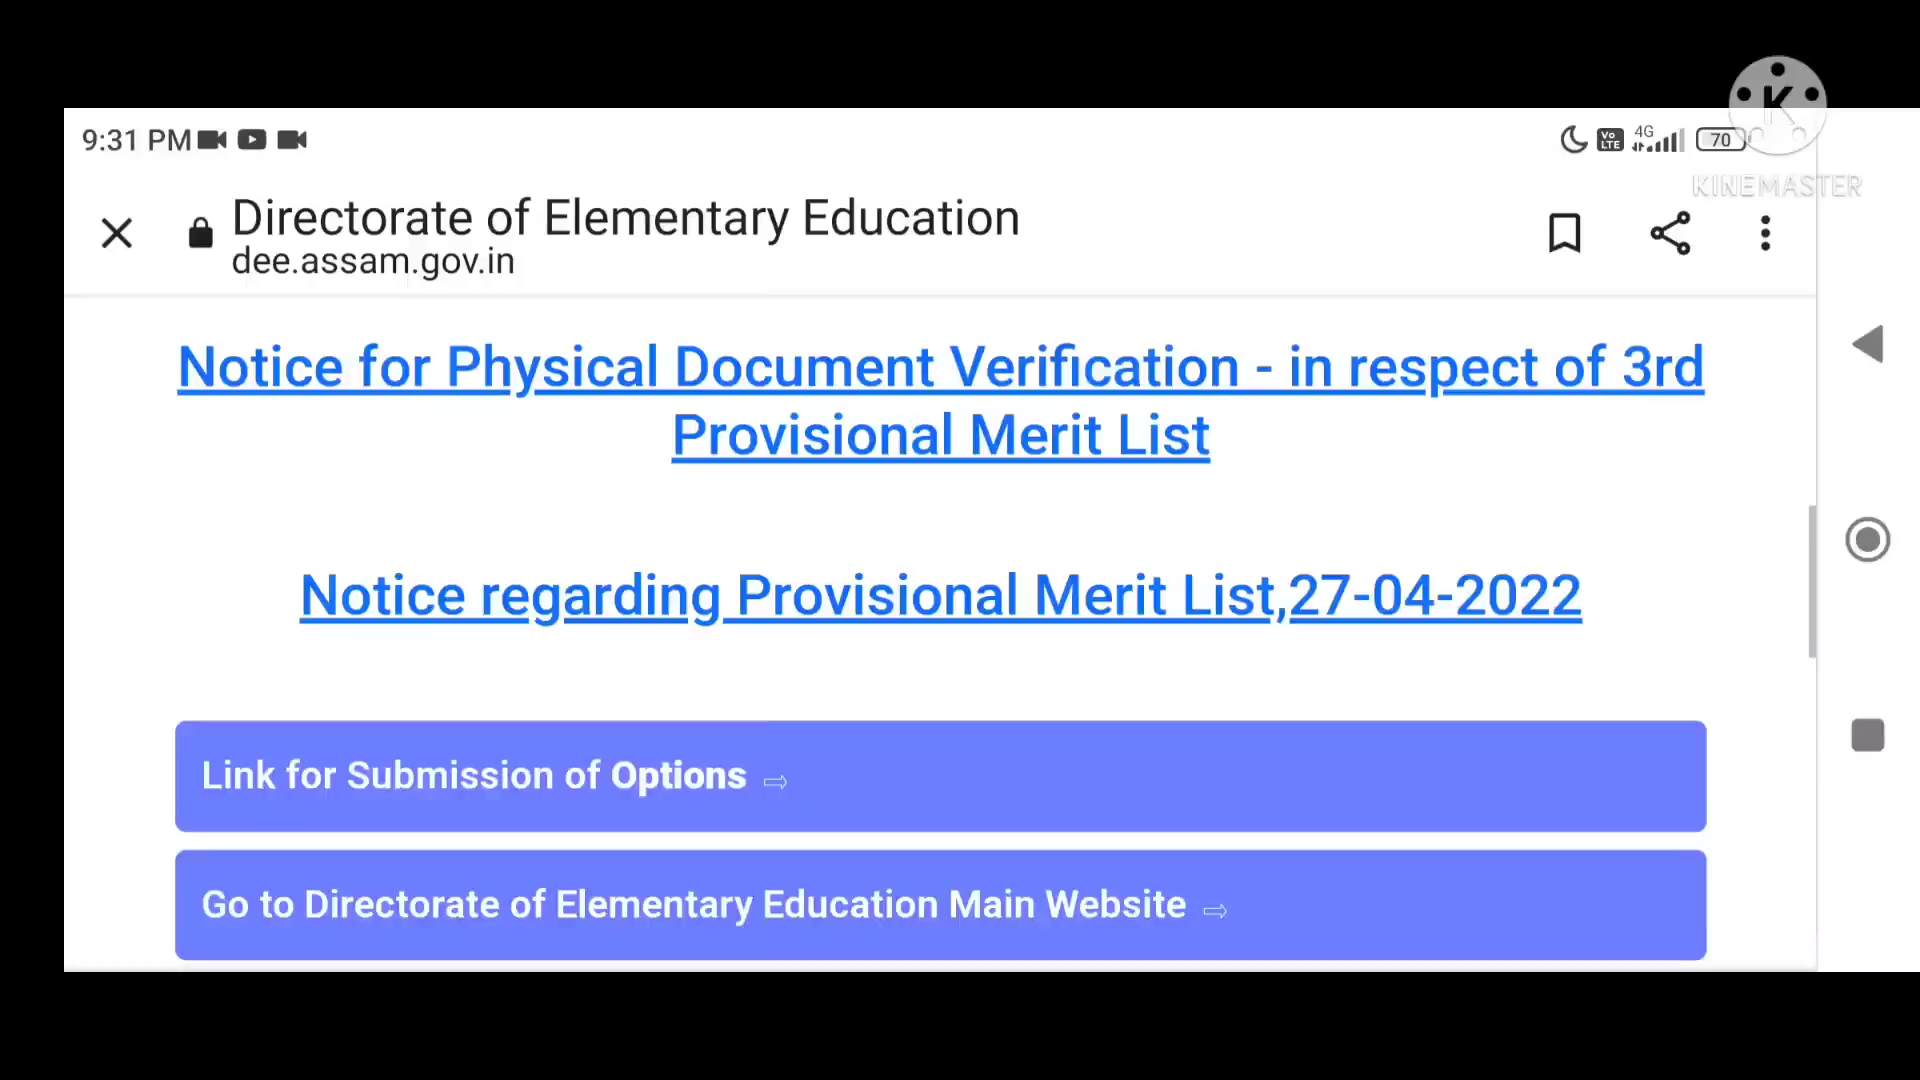 9:31 PM
Vo LTE 4G 70
K
KINEMASTER
Directorate of Elementary Education
dee.assam.gov.in
Notice for Physical Document Verification - in respect of 3rd
Provisional Merit List
Notice regarding Provisional Merit List,27-04-2022
Link for Submission of Options ⇨
Go to Directorate of Elementary Education Main Website ⇨